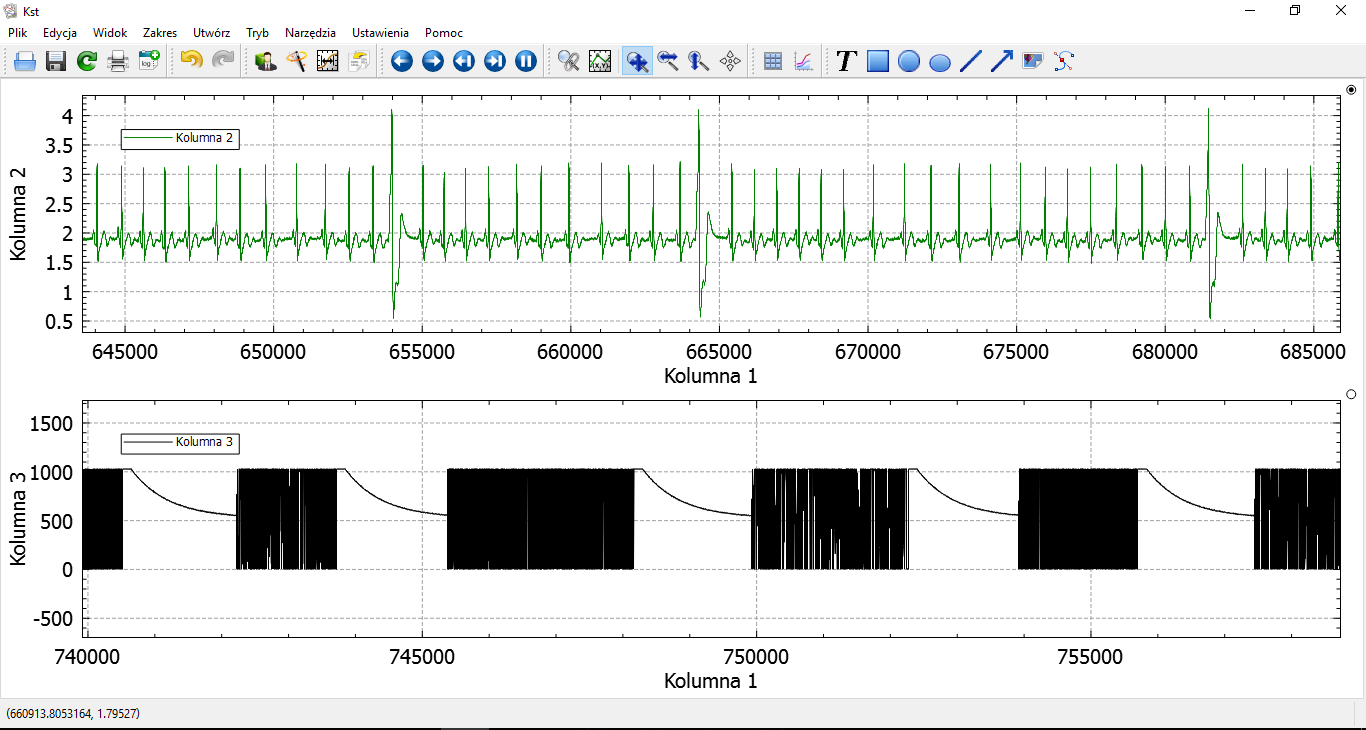 Kst
Plik Edycja Widok Zakres Utwórz Tryb Narzędzia Ustawienia Pomoc
log: T (X,Y)
4
3.5
3
2.5
2
1.5
1
0.5
Kolumna 2
Kolumna 2
645000 650000 655000 660000 665000 670000 675000 680000 685000
Kolumna 1
1500
1000
500
0
-500
Kolumna 3
Kolumna 3
740000 745000 750000 755000
Kolumna 1
(660913.8053164, 1.79527)